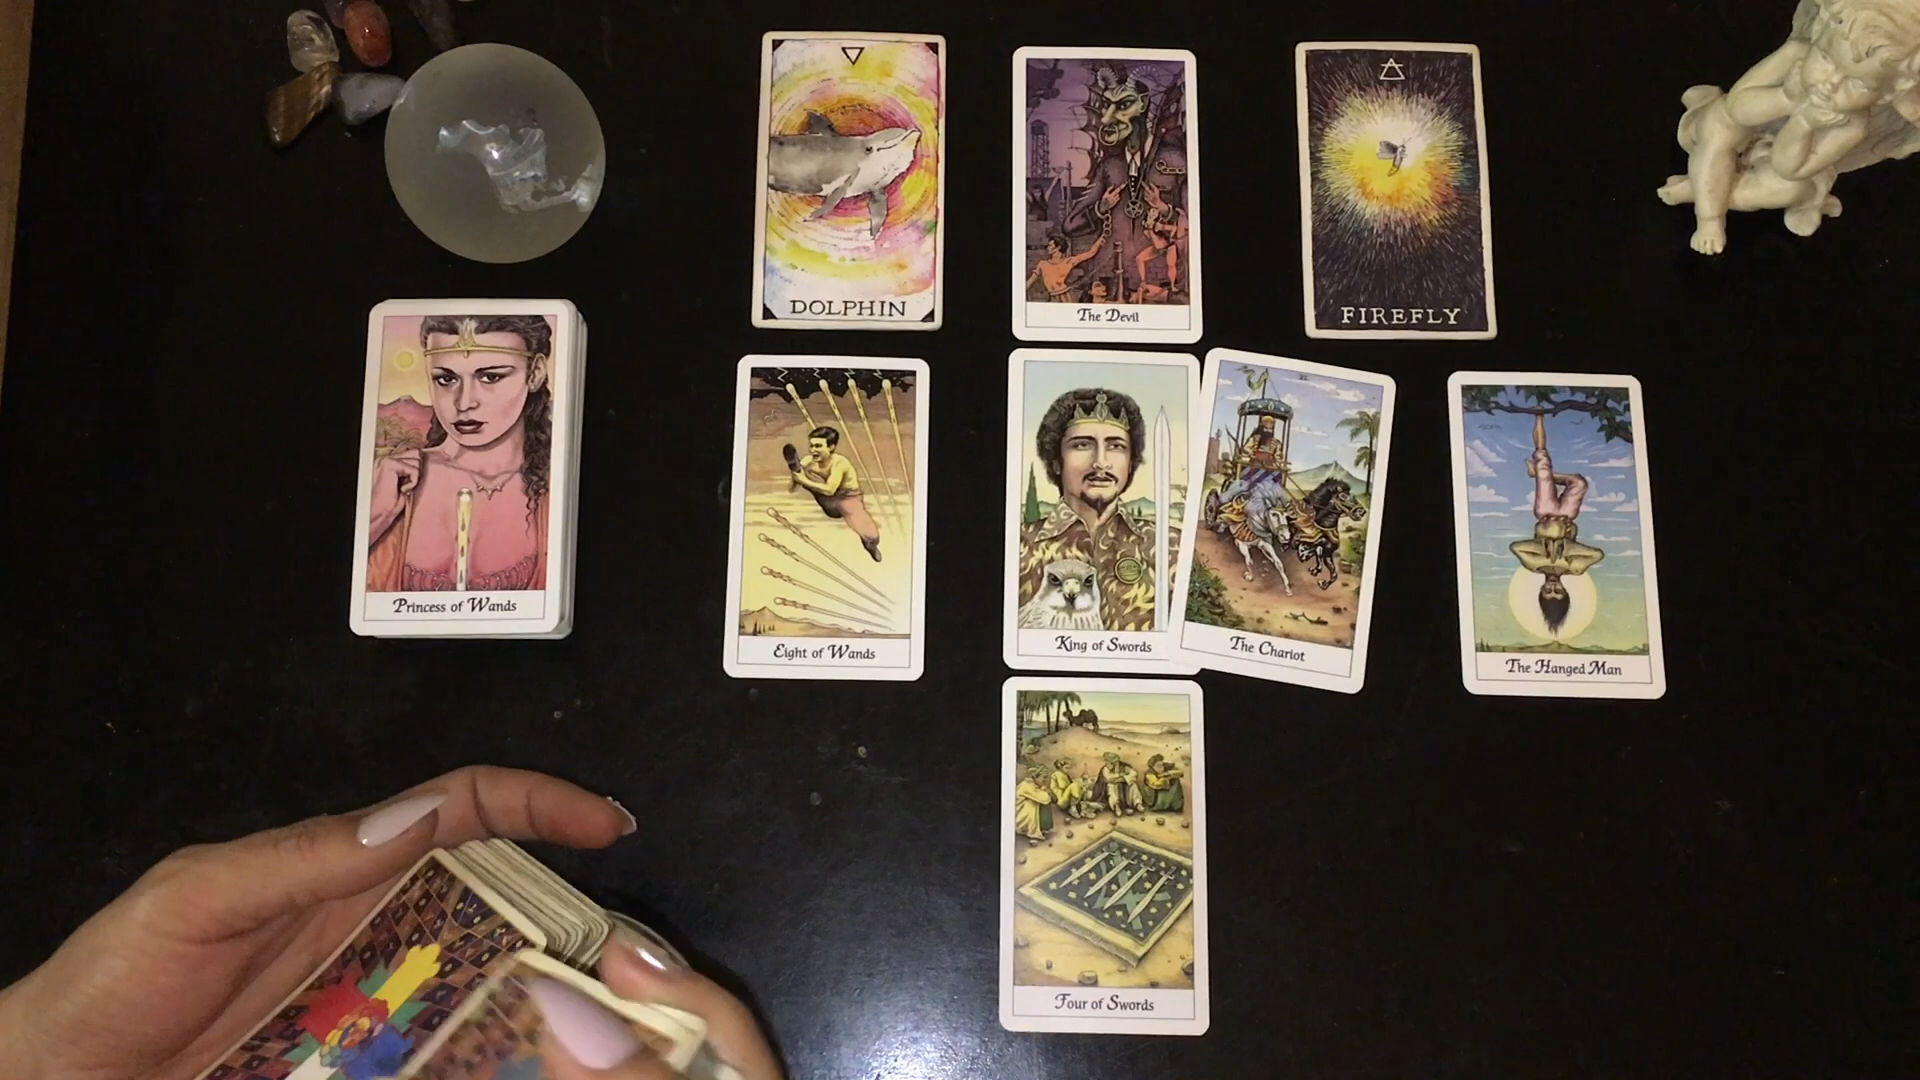 DOLPHIN
The Devil
FIREFLY
Princess of Wands
Eight of Wands
King of Swords
The Chariot
The Hanged Man
Four of Swords